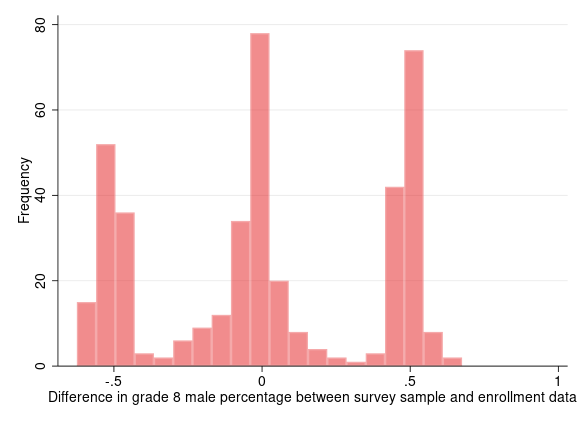 80
60
40
20
0
Frequency
-.5 0 .5 1
Difference in grade 8 male percentage between survey sample and enrollment data